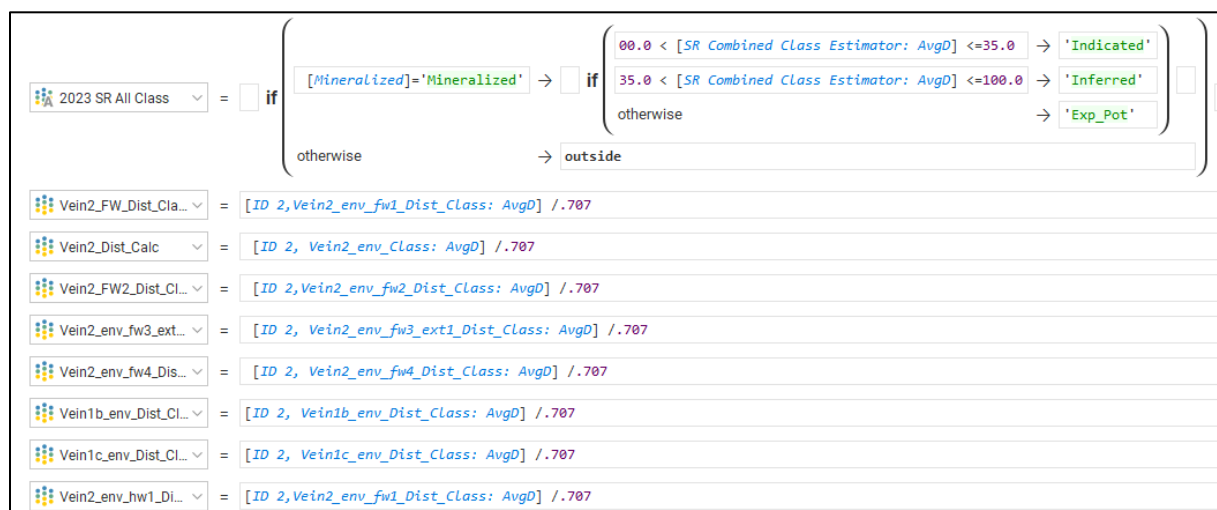 00.0 < [SR Combined Class Estimator: AvgD] <=35.0 → 'Indicated'
[Mineralized]='Mineralized' → if 35.0 < [SR Combined Class Estimator: AvgD] <=100.0 → 'Inferred'
2023 SR All Class = if
otherwise → 'Exp_Pot'
otherwise → outside
Vein2_FW_Dist_Cla... = [ID 2,Vein2_env_fw1_Dist_Class: AvgD] /.707
Vein2_Dist_Calc = [ID 2, Vein2_env_Class: AvgD] /.707
Vein2_FW2_Dist_Cl... = [ID 2,Vein2_env_fw2_Dist_Class: AvgD] /.707
Vein2_env_fw3_ext... = [ID 2, Vein2_env_fw3_ext1_Dist_Class: AvgD] /.707
Vein2_env_fw4_Dis... = [ID 2, Vein2_env_fw4_Dist_Class: AvgD] /.707
Vein1b_env_Dist_Cl... = [ID 2, Vein1b_env_Dist_Class: AvgD] /.707
Vein1c_env_Dist_Cl... = [ID 2, Vein1c_env_Dist_Class: AvgD] /.707
Vein2_env_hw1_Di... = [ID 2,Vein2_env_fw1_Dist_Class: AvgD] /.707